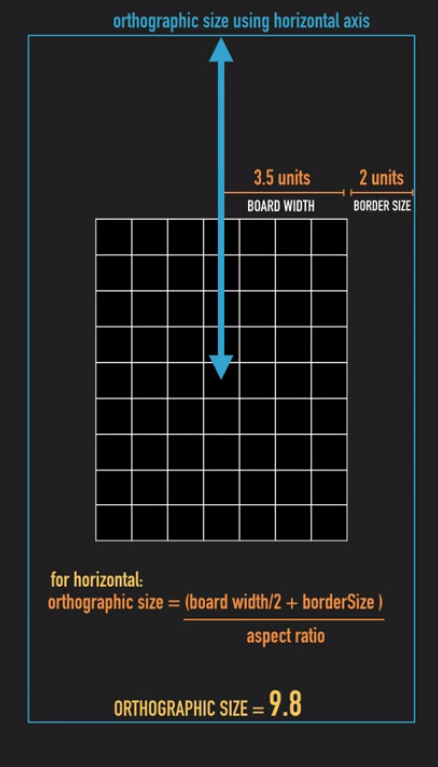 orthographic size using horizontal axis
3.5 units
2 units
BOARD WIDTH
BORDER SIZE
for horizontal:
orthographic size = (board width/2 + borderSize )
aspect ratio
ORTHOGRAPHIC SIZE = 9.8